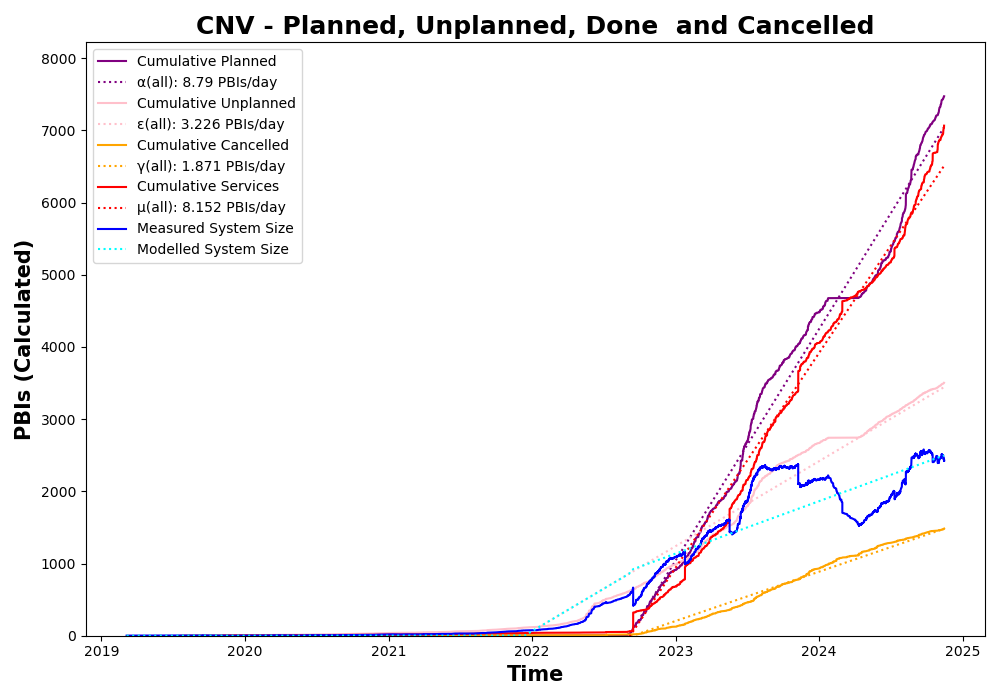 CNV - Planned, Unplanned, Done  and Cancelled
PBIs (Calculated)
8000
7000
6000
5000
4000
3000
2000
1000
0
Cumulative Planned
α(all): 8.79 PBIs/day
Cumulative Unplanned
ε(all): 3.226 PBIs/day
Cumulative Cancelled
γ(all): 1.871 PBIs/day
Cumulative Services
μ(all): 8.152 PBIs/day
Measured System Size
Modelled System Size
2019 2020 2021 2022 2023 2024 2025
Time